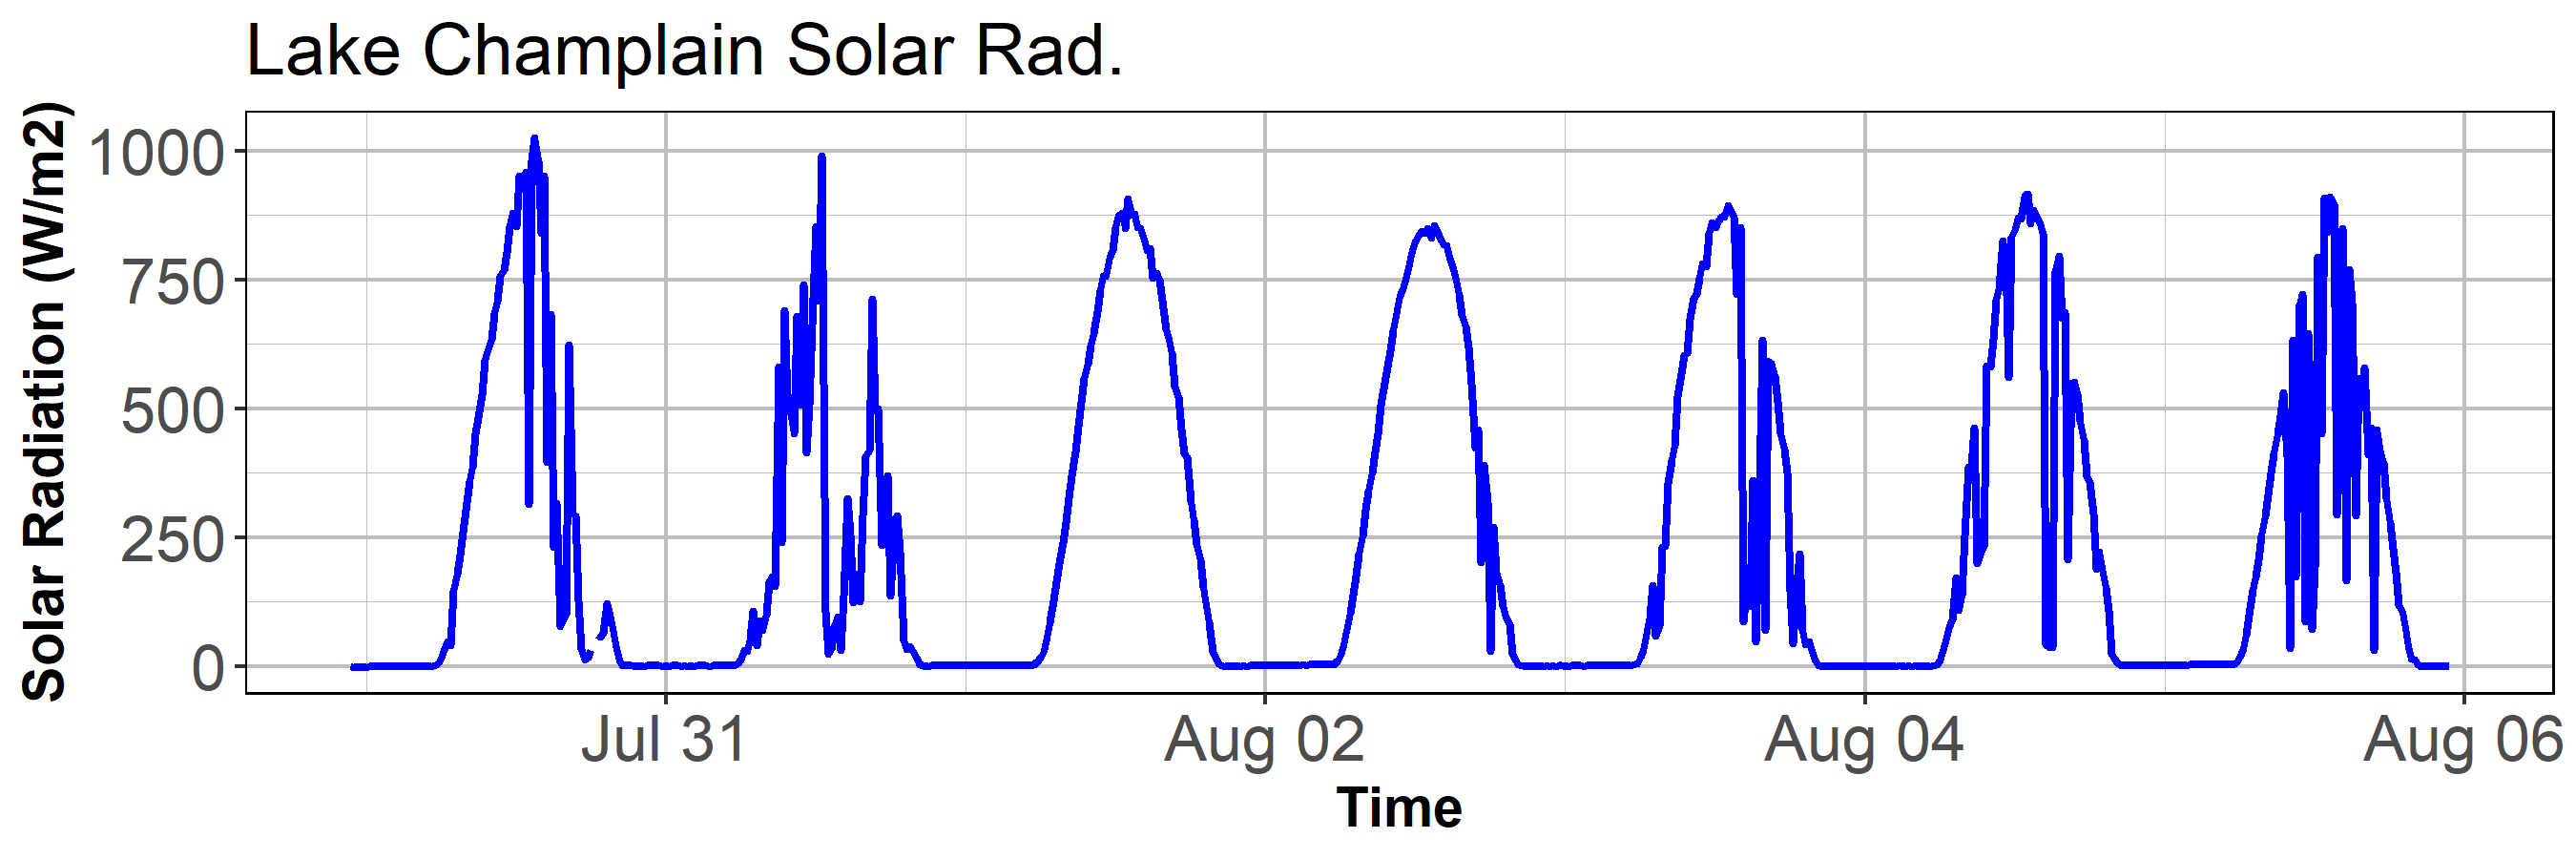 Lake Champlain Solar Rad.
Solar Radiation (W/m2)
1000
750
500
250
0
Jul 31 Aug 02 Aug 04 Aug 06
Time